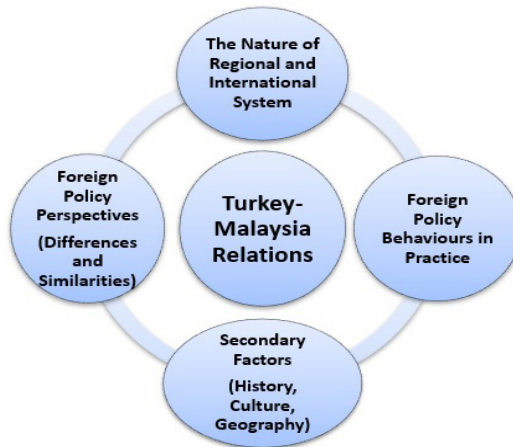 The Nature of
Regional and
International
System
Foreign
Policy
Perspectives
(Differences
and
Similarities)
Turkey-
Malaysia
Relations
Foreign
Policy
Behaviours in
Practice
Secondary
Factors
(History,
Culture,
Geography)